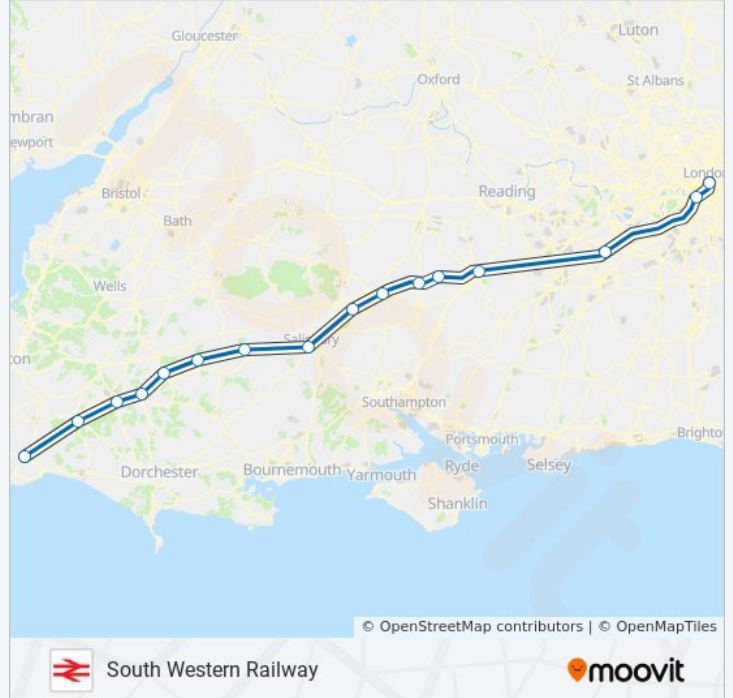 Luton
Gloucester
Oxford
St Albans
mbran
ewport
London
Bristol
Reading
Bath
Wells
Salisbury
ton
Southampton
Portsmouth
Brighto
Dorchester
Bournemouth
Yarmouth
Ryde
Selsey
Shanklin
© OpenStreetMap contributors | © OpenMapTiles
South Western Railway
moovit